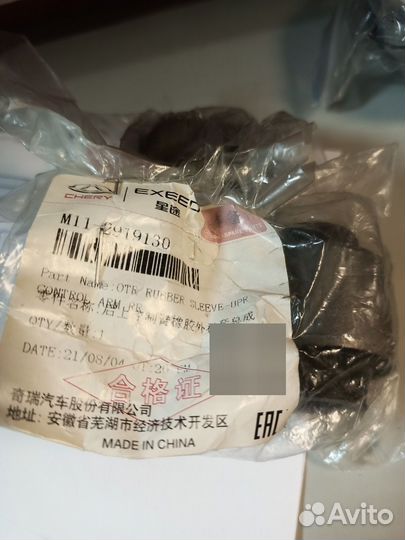 CHERY EXEED
星途
M11-2919130
Part Name:OTR RUBBER SLEEVE-UPR
CONTROL ARM,RR
QTY/数量:1
DATE:21/08/04
合格证
奇瑞汽车股份有限公司
地址: 安徽省芜湖市经济技术开发区
MADE IN CHINA
EAC
Avito